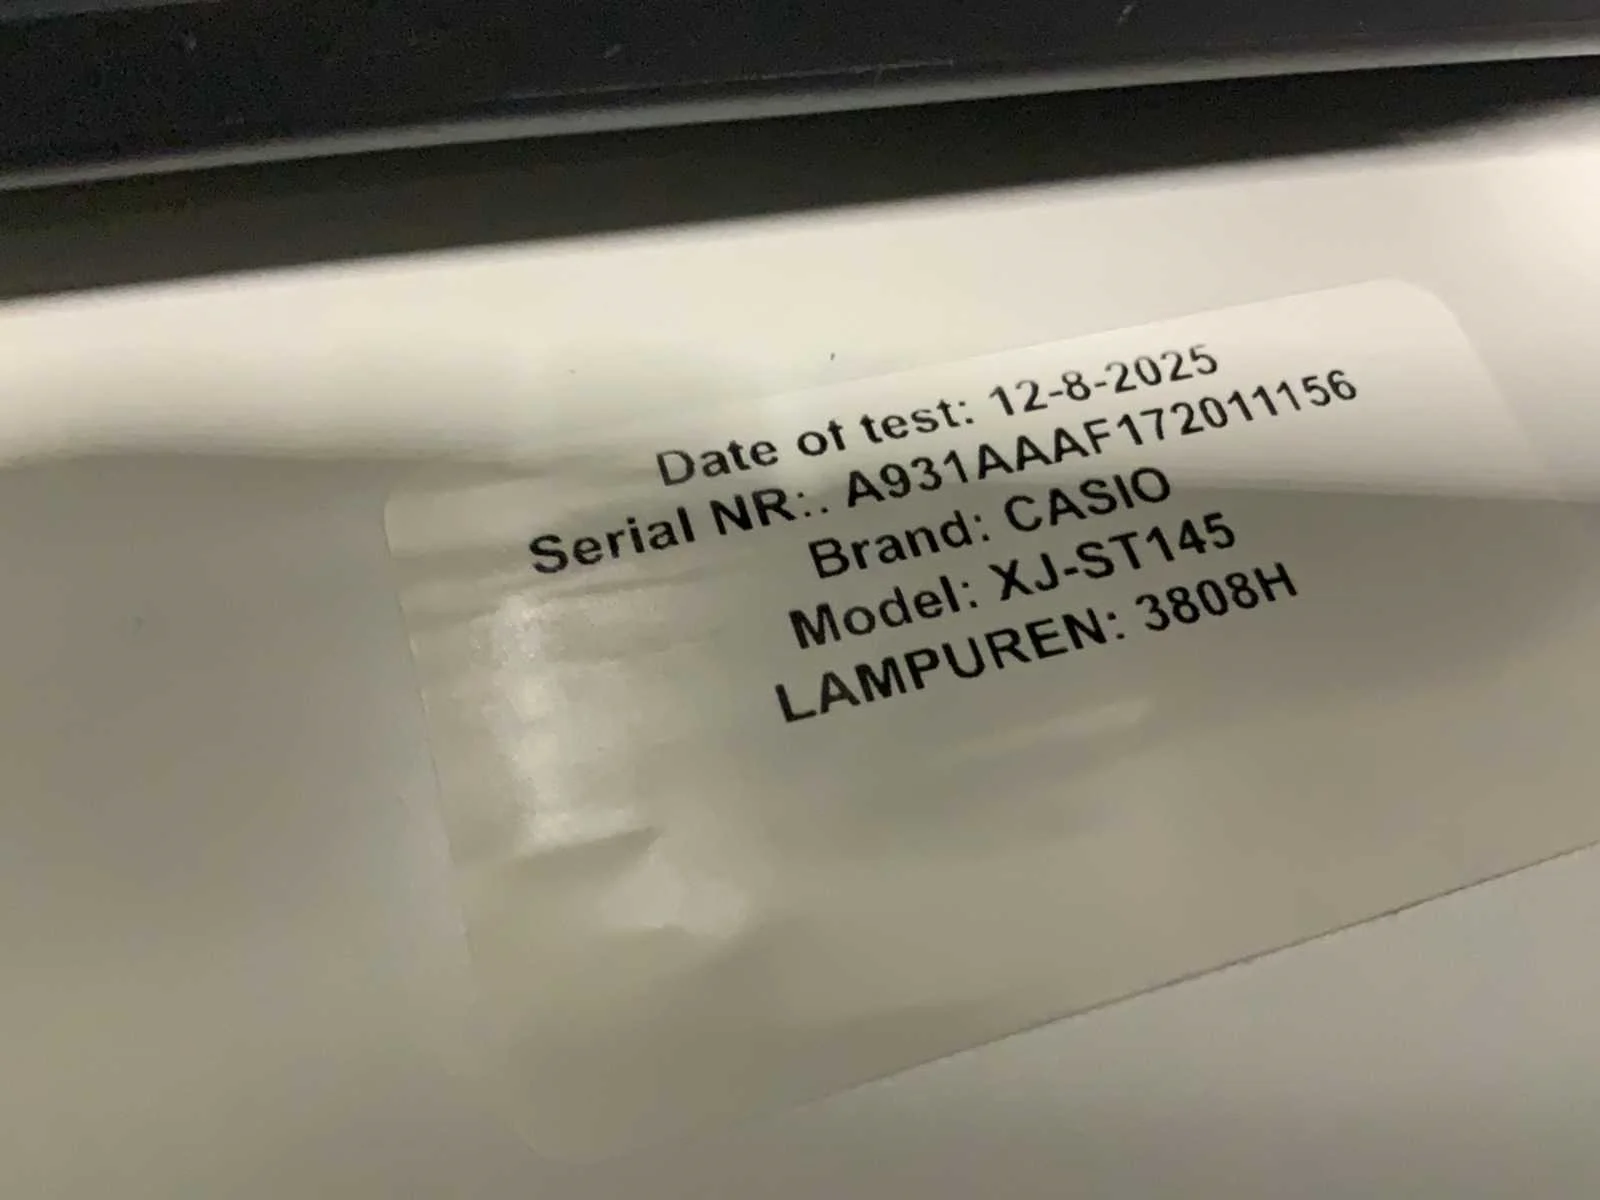 Date of test: 12-8-2025
Serial NR:. A931AAAF172011156
Brand: CASIO
Model: XJ-ST145
LAMPUREN: 3808H